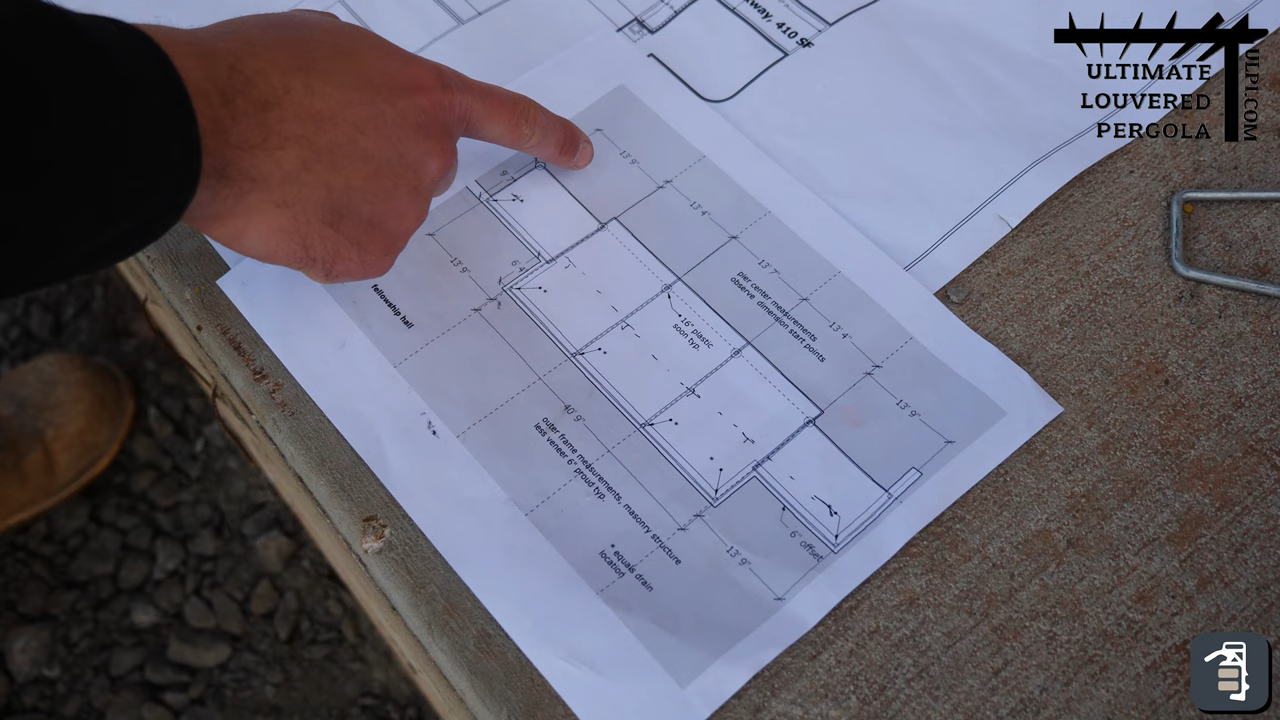 way, 410 SF
ULTIMATE
LOUVERED
PERGOLA
ULPI.COM
13' 9"
13' 4"
13' 7"
13' 4"
13' 9"
9'
13' 9"
6' 4"
fellowship hall
pier center measurements
observe dimension start points
16" plastic
soon typ.
40' 9"
outer frame measurements, masonry structure
less veneer 6" proud typ.
* equals drain
location
13' 9"
6" offset